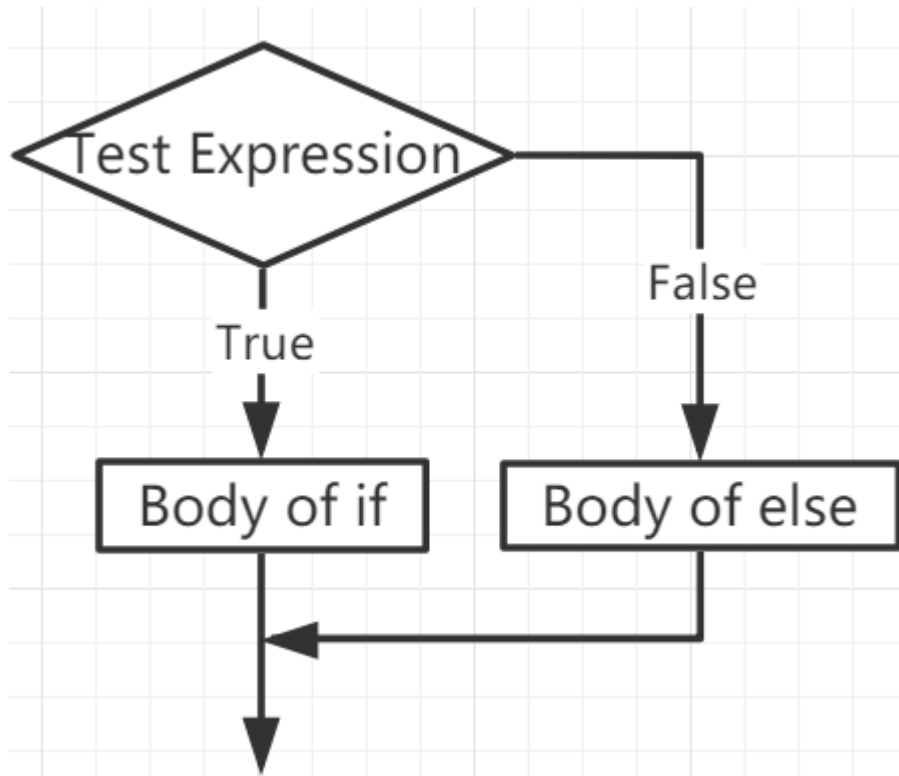 Test Expression
False
True
Body of if
Body of else